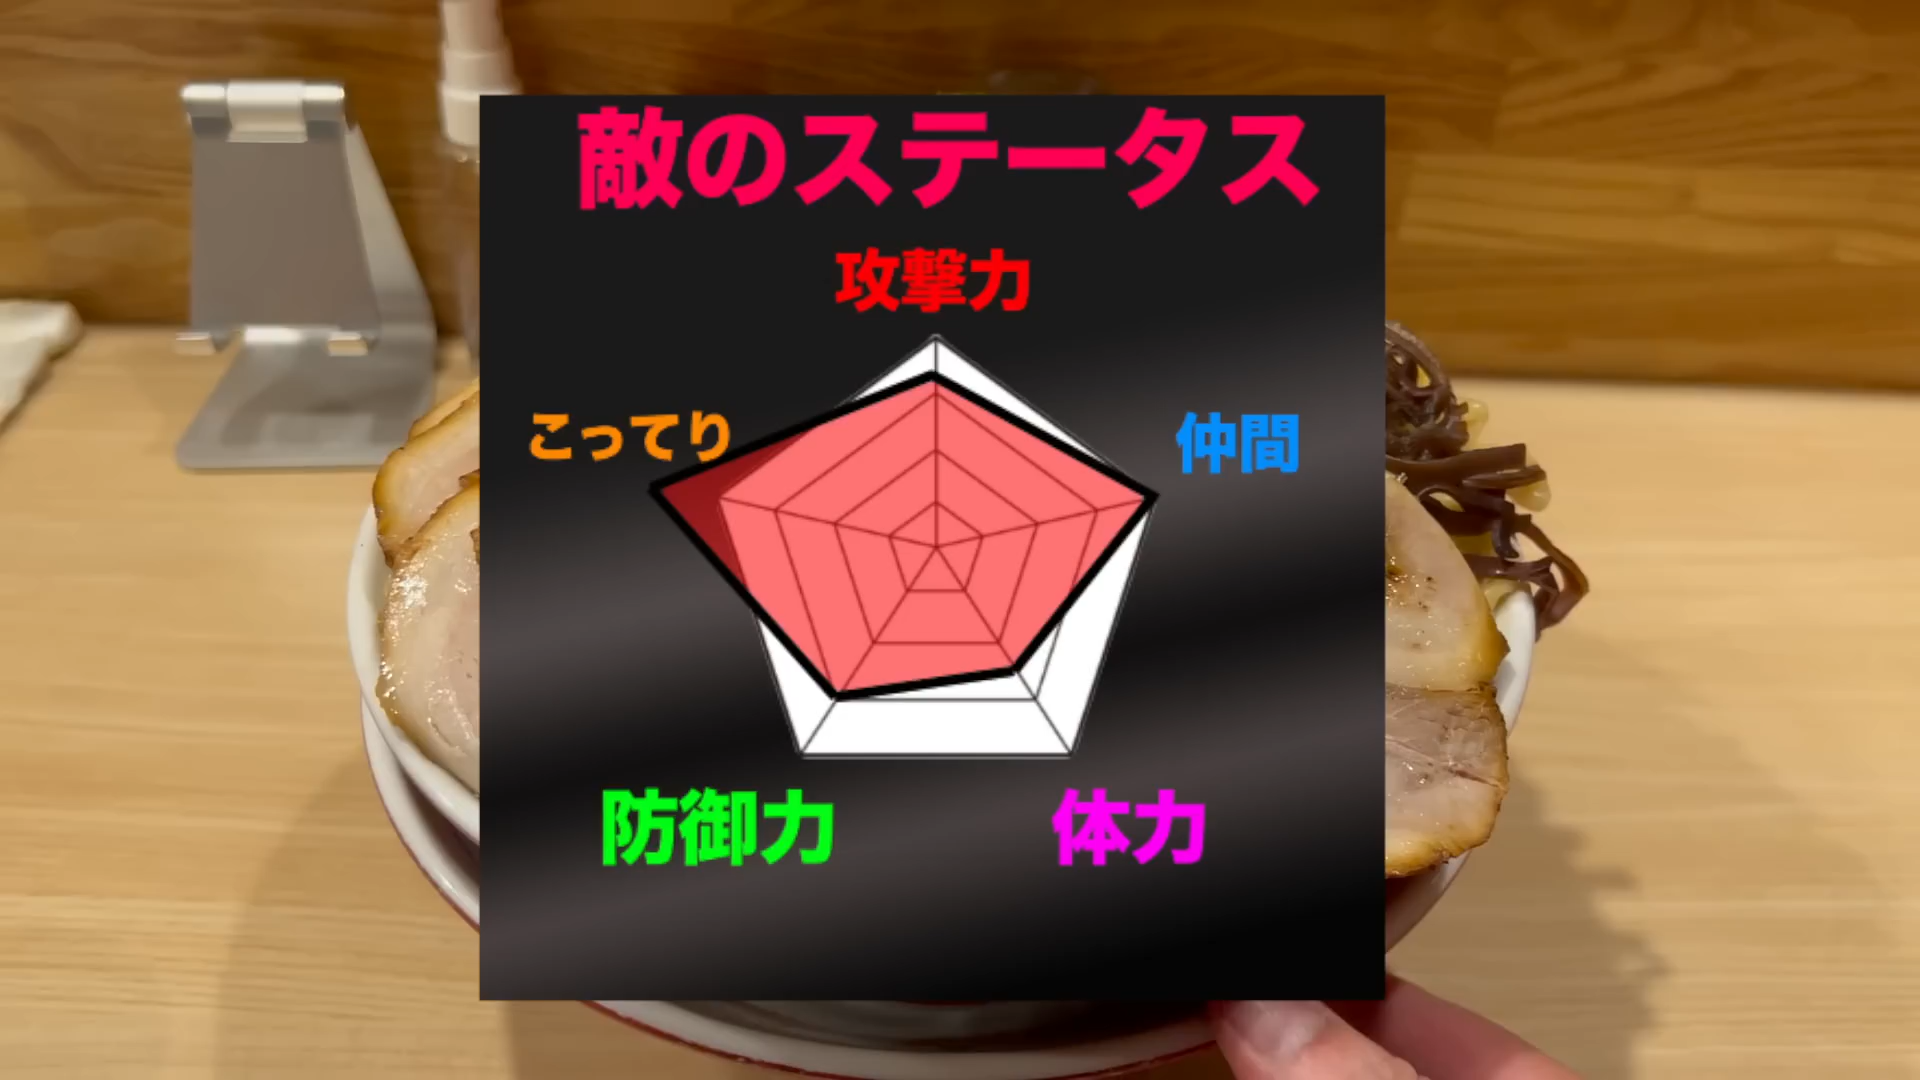 敵のステータス
攻撃力
こってり
仲間
防御力
体力